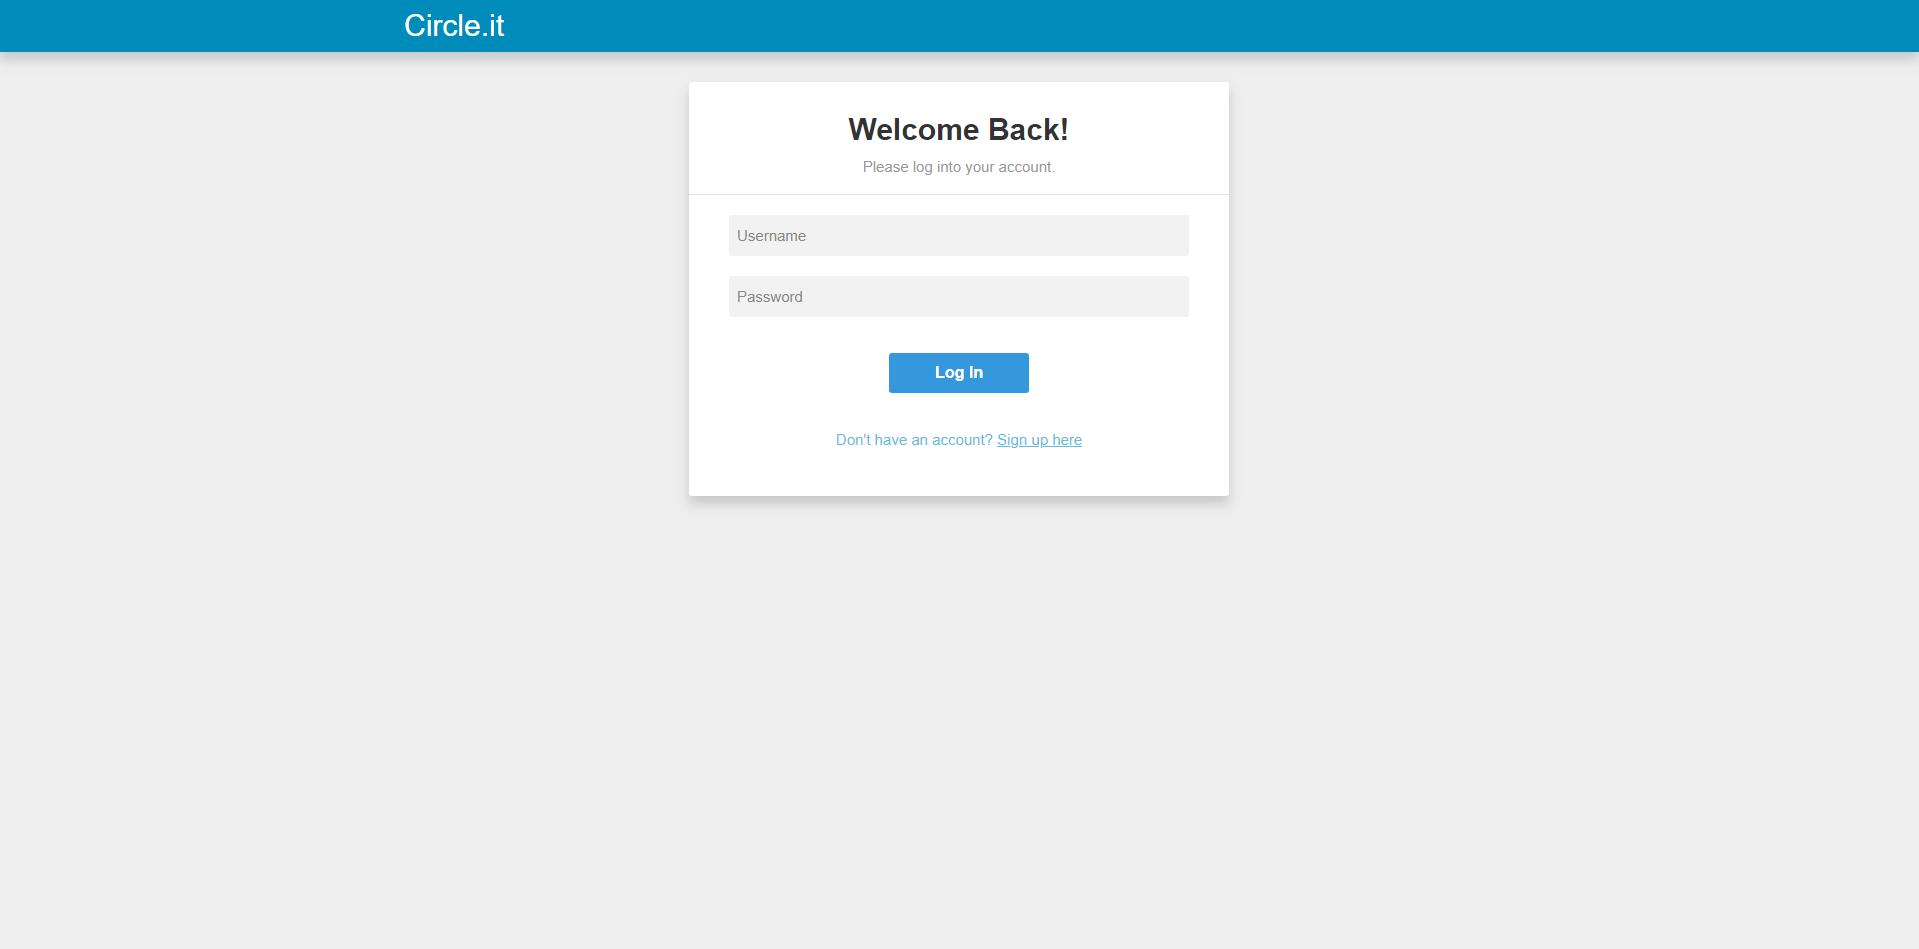 Circle.it
Welcome Back!
Please log into your account.
Username
Password
Log In
Don't have an account? Sign up here